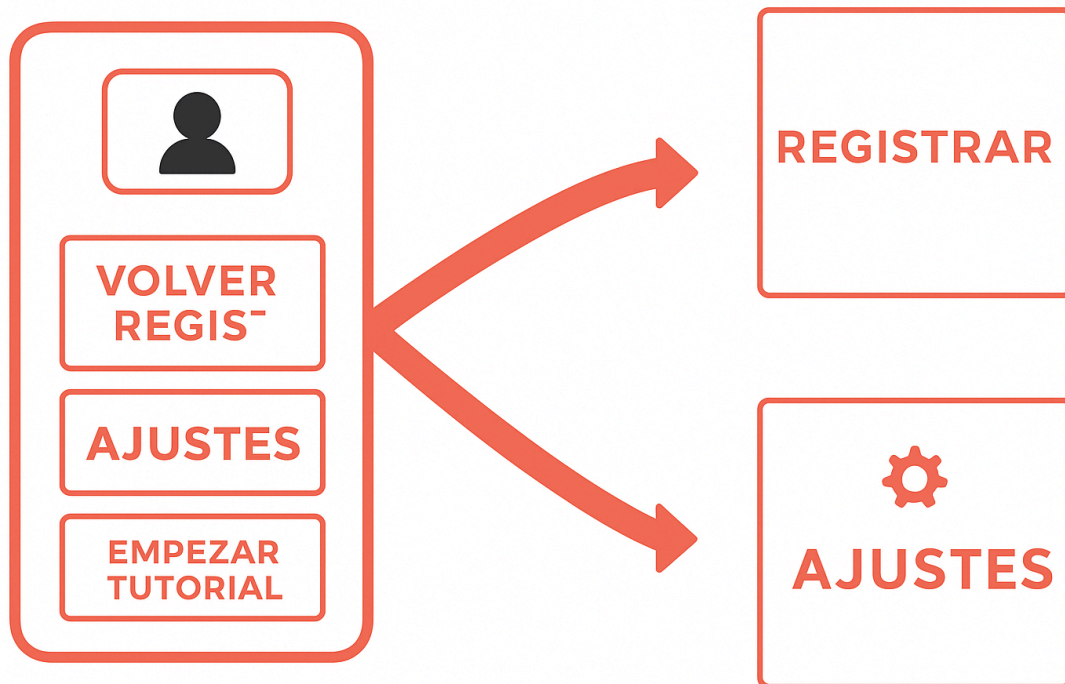 VOLVER
REGIS
AJUSTES
EMPEZAR
TUTORIAL
REGISTRAR
AJUSTES